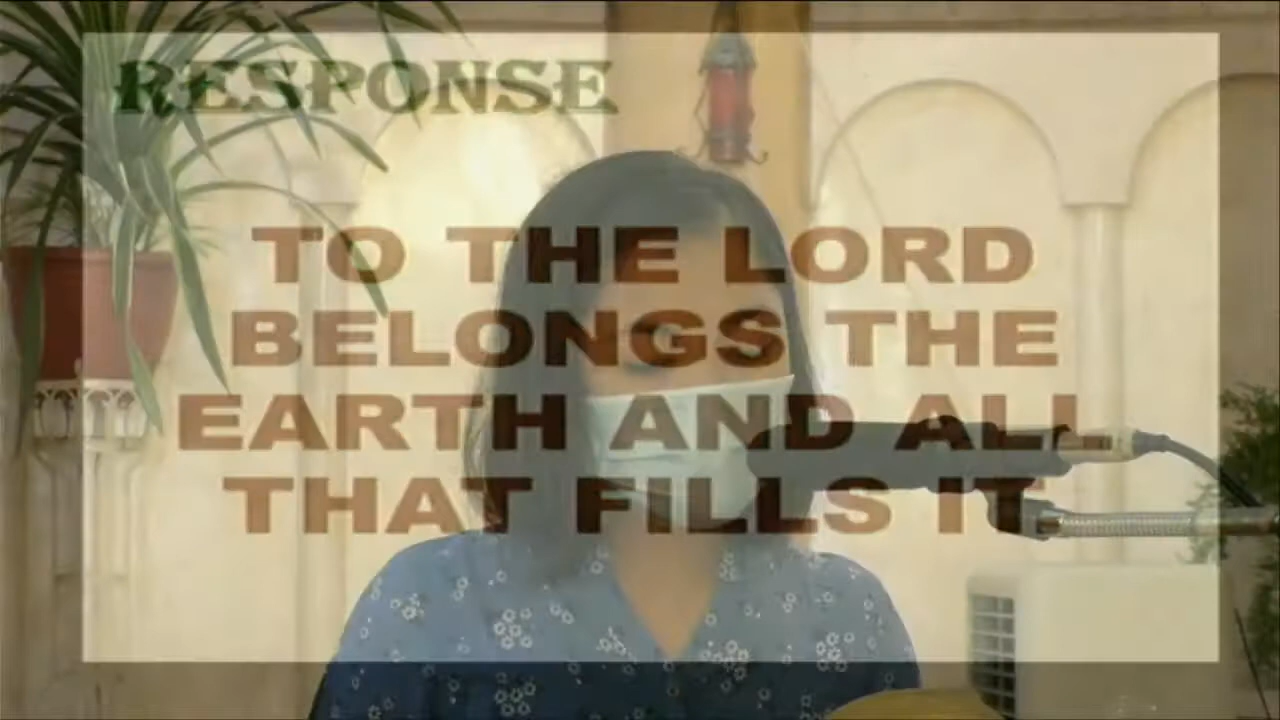 RESPONSE
TO THE LORD
BELONGS THE
EARTH AND ALL
THAT FILLS IT